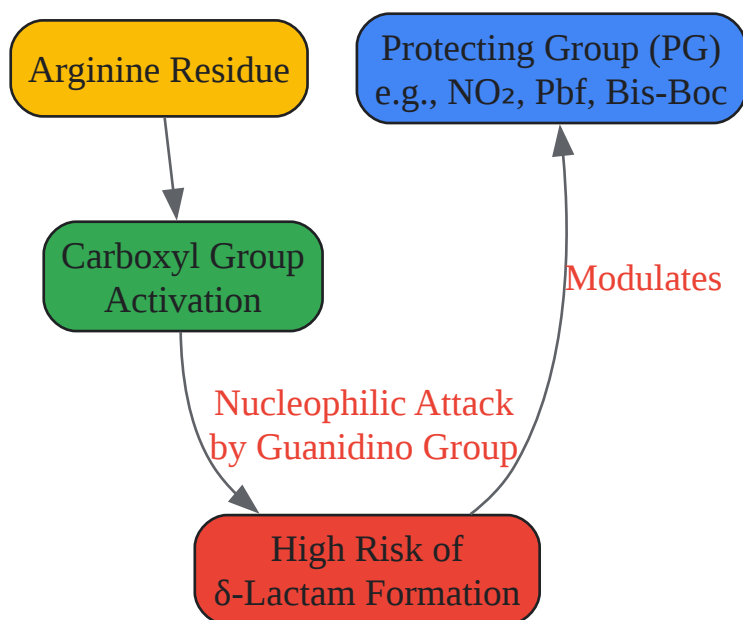 Arginine Residue
Protecting Group (PG)
e.g., NO₂, Pbf, Bis-Boc
Carboxyl Group
Activation
Modulates
Nucleophilic Attack
by Guanidino Group
High Risk of
δ-Lactam Formation